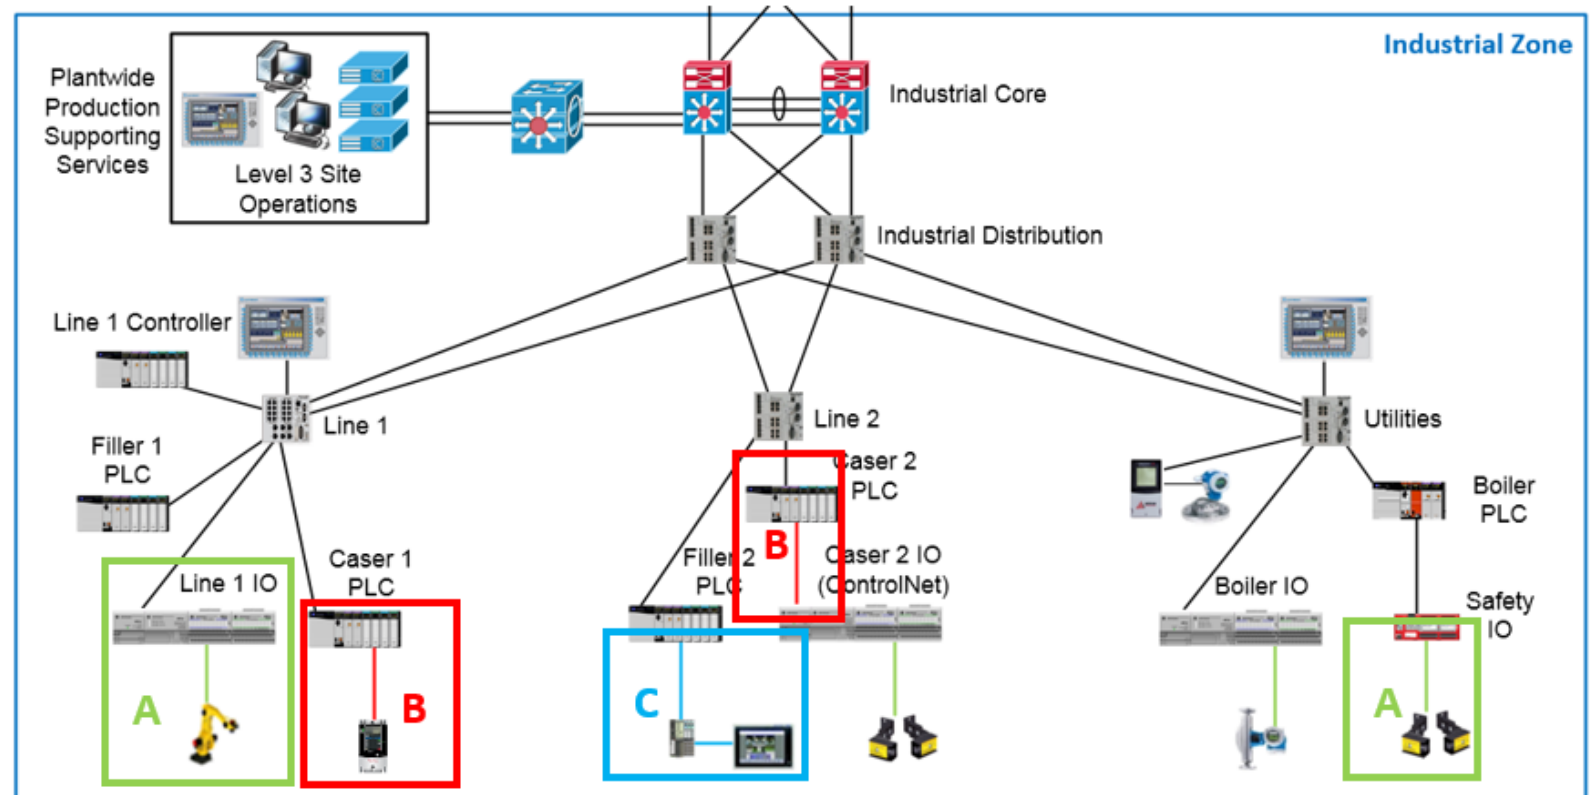 Industrial Zone
Plantwide
Production
Supporting
Services
Level 3 Site
Operations
Industrial Core
Industrial Distribution
Line 1 Controller
Line 1
Filler 1
PLC
Line 1 IO
Caser 1
PLC
A
B
Line 2
Caser 2
PLC
B
Filler 2
PLC
Caser 2 IO
(ControlNet)
C
Utilities
Boiler
PLC
Boiler IO
Safety
IO
A